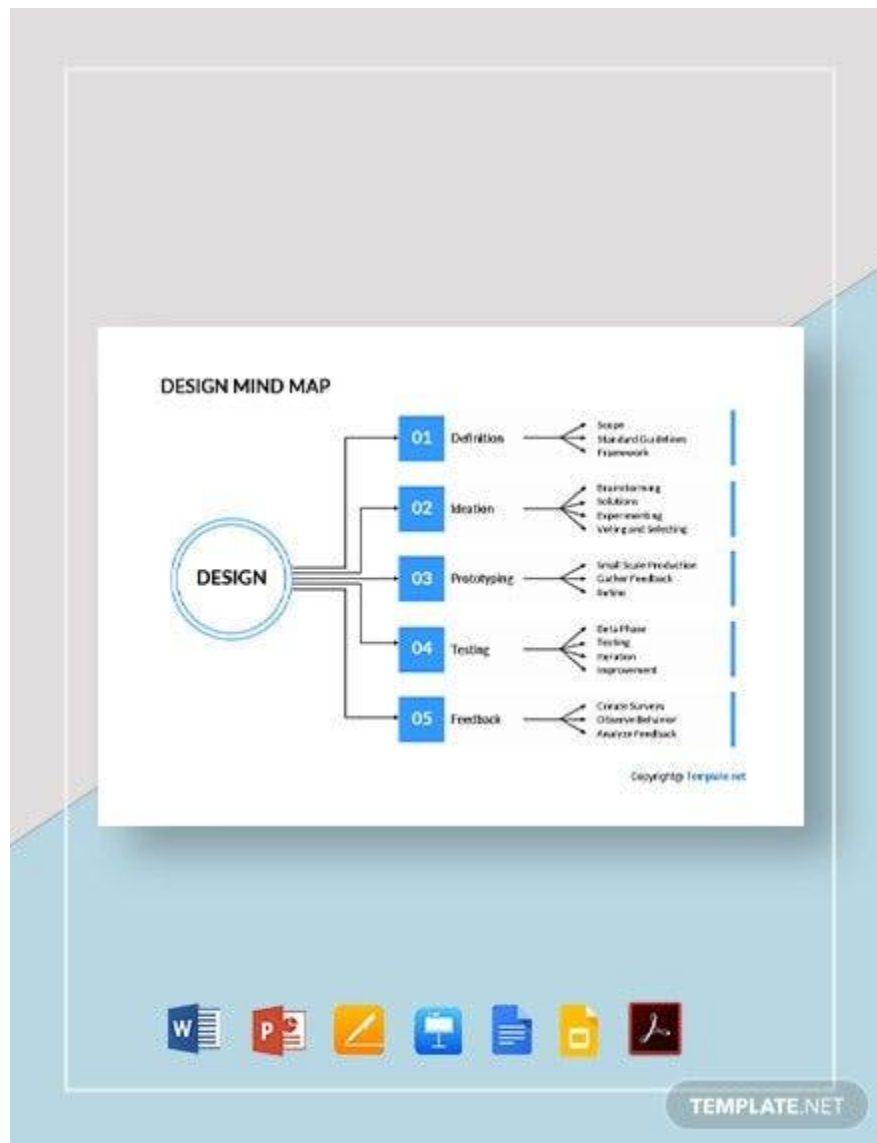 DESIGN MIND MAP
DESIGN
01 Definition
Scope
Standard Guidelines
Framework
02 Ideation
Brainstorming
Solutions
Experimenting
Voting and Selecting
03 Prototyping
Small Scale Production
Gather Feedback
Refine
04 Testing
Beta Phase
Testing
Iteration
Improvement
05 Feedback
Create Surveys
Observe Behavior
Analyze Feedback
Copyright@ Template.net
W
P
TEMPLATE.NET